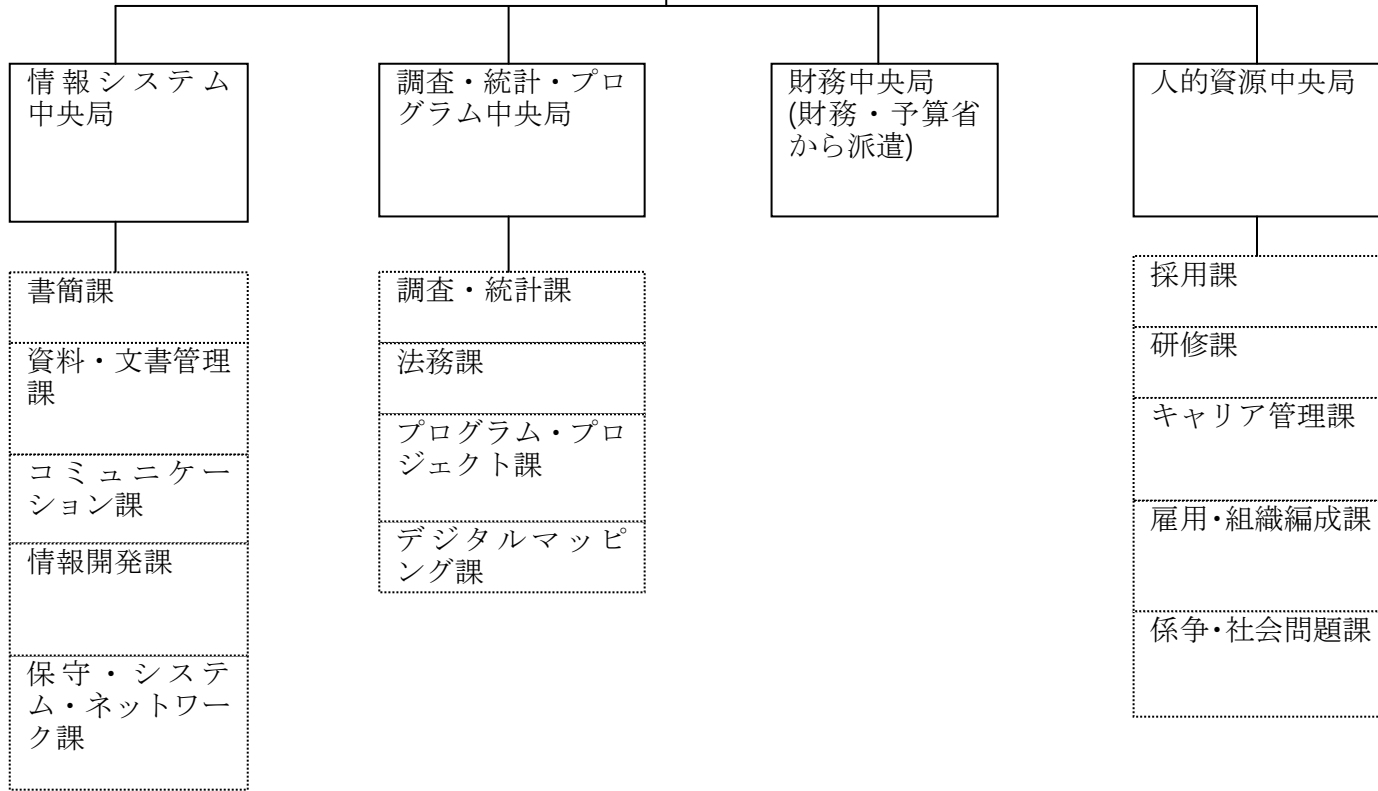 情報システム
中央局
調査・統計・プロ
グラム中央局
財務中央局
(財務・予算省
から派遣)
人的資源中央局
書簡課
資料・文書管理
課
コミュニケー
ション課
情報開発課
保守・システ
ム・ネットワー
ク課
調査・統計課
法務課
プログラム・プロ
ジェクト課
デジタルマッピ
ング課
採用課
研修課
キャリア管理課
雇用・組織編成課
係争・社会問題課